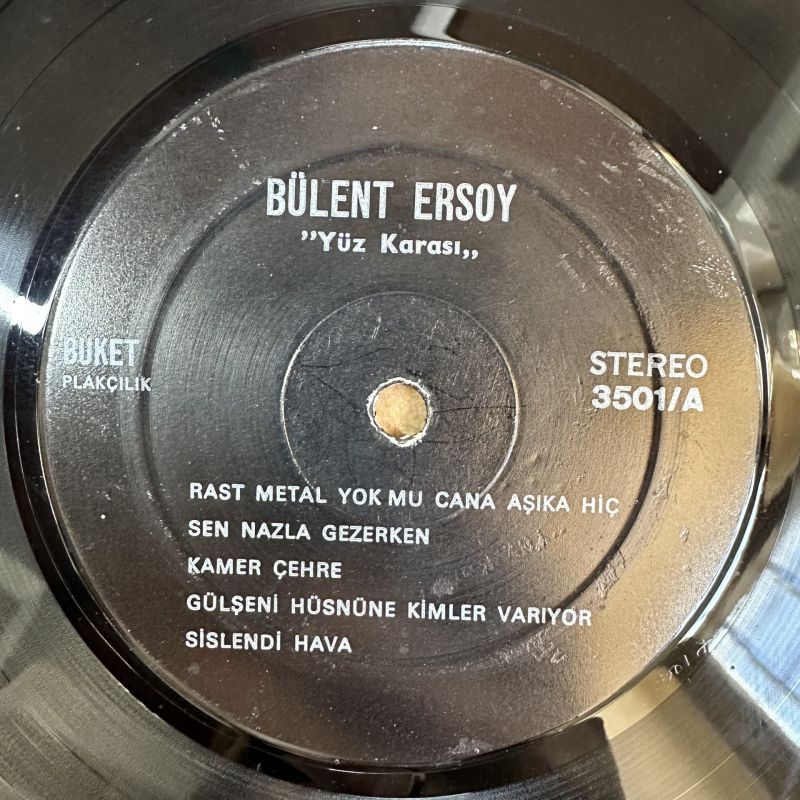 BÜLENT ERSOY
”Yüz Karası„
BUKET
PLAKÇILIK
STEREO
3501/A
RAST METAL YOK MU CANA AŞIKA HİÇ
SEN NAZLA GEZERKEN
KAMER ÇEHRE
GÜLŞENİ HÜSNÜNE KİMLER VARIYOR
SİSLENDİ HAVA